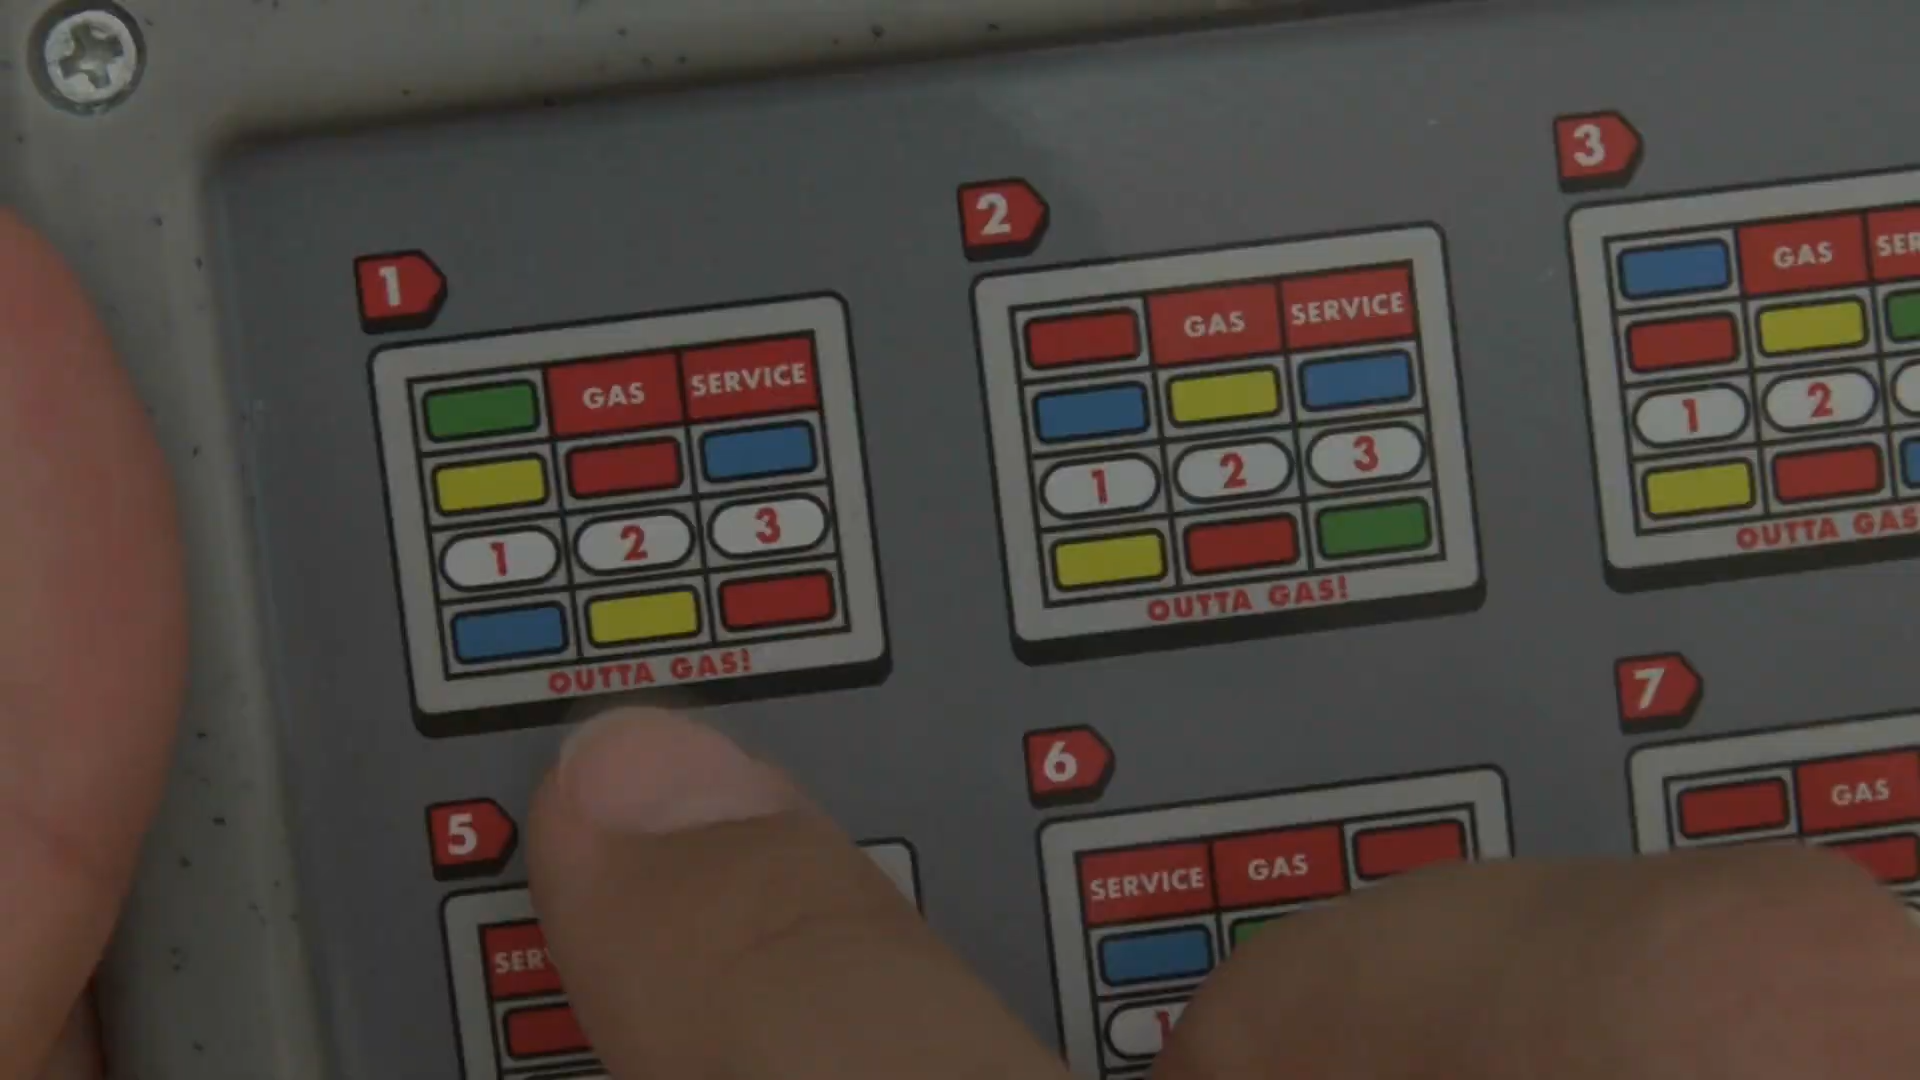 1
GAS SERVICE
1 2 3
OUTTA GAS!
2
GAS SERVICE
1 2 3
OUTTA GAS!
3
GAS
1 2
OUTTA GAS
5
6
SERVICE GAS
1
7
GAS